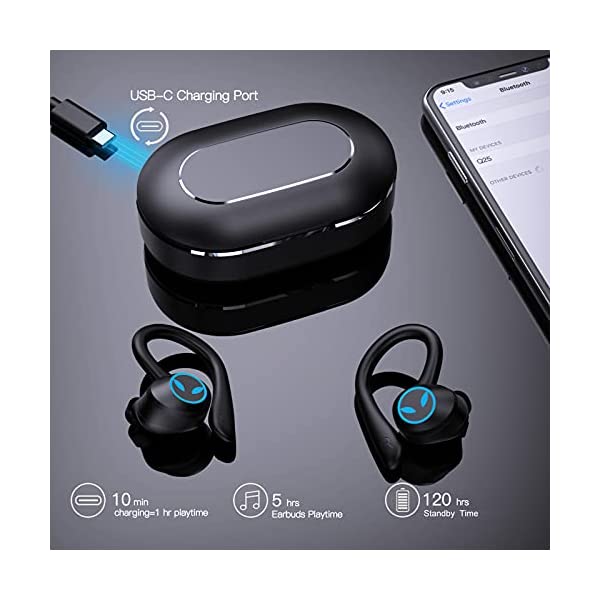 USB-C Charging Port
9:15
Settings
Bluetooth
Bluetooth
MY DEVICES
Q25
OTHER DEVICES
10 min
charging=1 hr playtime
5 hrs
Earbuds Playtime
120 hrs
Standby Time